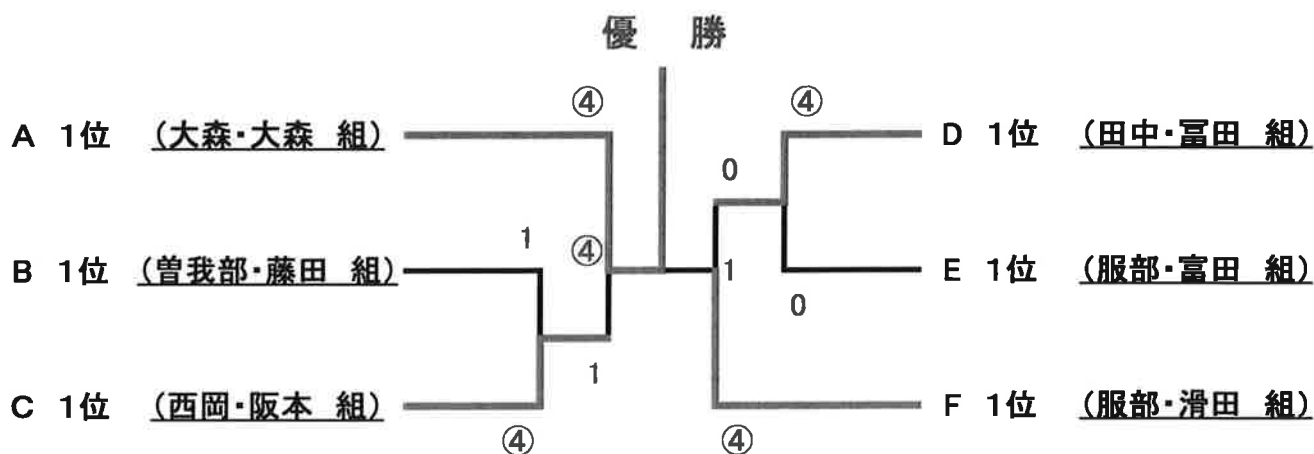 優 勝
④ ④
A 1位 (大森・大森 組) D 1位 (田中・冨田 組)
0
1 ④ 1
B 1位 (曽我部・藤田 組) E 1位 (服部・富田 組)
0
1
C 1位 (西岡・阪本 組) F 1位 (服部・滑田 組)
④ ④